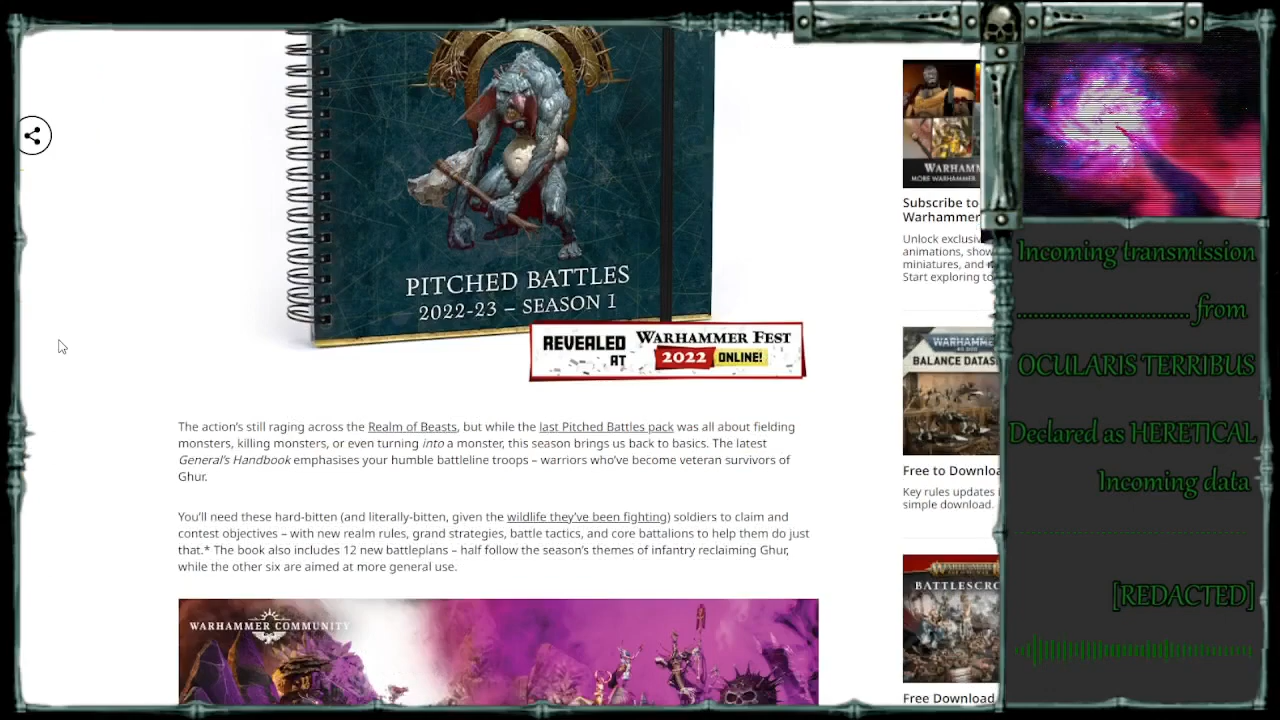 PITCHED BATTLES
2022-23 – SEASON 1
REVEALED
AT
WARHAMMER FEST
2022 ONLINE!
The action's still raging across the Realm of Beasts, but while the last Pitched Battles pack was all about fielding
monsters, killing monsters, or even turning into a monster, this season brings us back to basics. The latest
General's Handbook emphasises your humble battleline troops – warriors who've become veteran survivors of
Ghur.
You'll need these hard-bitten (and literally-bitten, given the wildlife they've been fighting) soldiers to claim and
contest objectives – with new realm rules, grand strategies, battle tactics, and core battalions to help them do just
that.* The book also includes 12 new battleplans – half follow the season's themes of infantry reclaiming Ghur,
while the other six are aimed at more general use.
WARHAMMER COMMUNITY
WARHAMM
MORE WARHAMMER
Subscribe to
Warhammer
Unlock exclusiv
animations, show
miniatures, and
Start exploring to
WARHAMME
BALANCE DATAS
Free to Downloa
Key rules updates
simple download.
BATTLESCRO
Free Download
Incoming transmission
.............................. from
OCULARIS TERRIBUS
Declared as HERETICAL
Incoming data
[REDACTED]